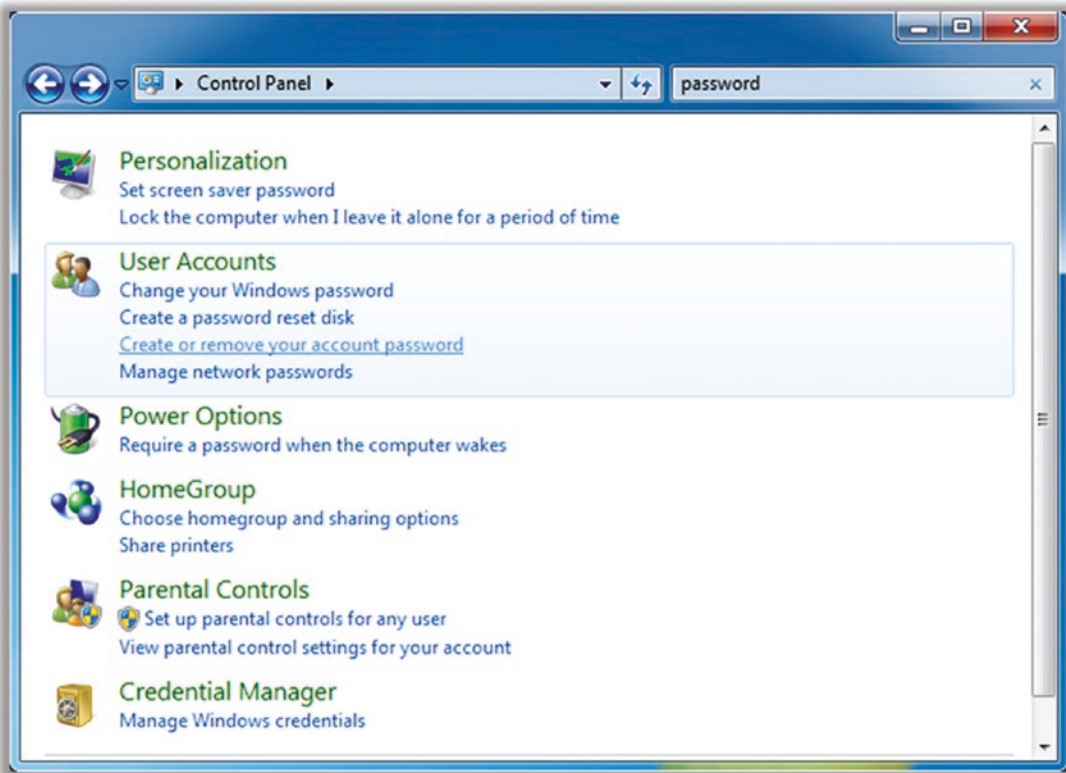 Control Panel
password
Personalization
Set screen saver password
Lock the computer when I leave it alone for a period of time
User Accounts
Change your Windows password
Create a password reset disk
Create or remove your account password
Manage network passwords
Power Options
Require a password when the computer wakes
HomeGroup
Choose homegroup and sharing options
Share printers
Parental Controls
Set up parental controls for any user
View parental control settings for your account
Credential Manager
Manage Windows credentials